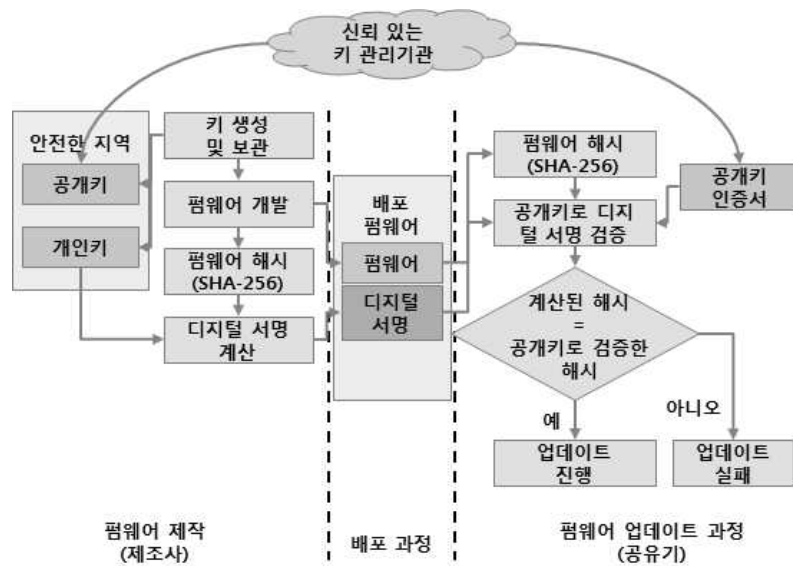 신뢰 있는
키 관리기관
안전한 지역
공개키
개인키
키 생성
및 보관
펌웨어 개발
펌웨어 해시
(SHA-256)
디지털 서명
계산
배포
펌웨어
펌웨어
디지털
서명
펌웨어 해시
(SHA-256)
공개키로 디지
털 서명 검증
공개키
인증서
계산된 해시
=
공개키로 검증한
해시
예
아니오
업데이트
진행
업데이트
실패
펌웨어 제작
(제조사)
배포 과정
펌웨어 업데이트 과정
(공유기)